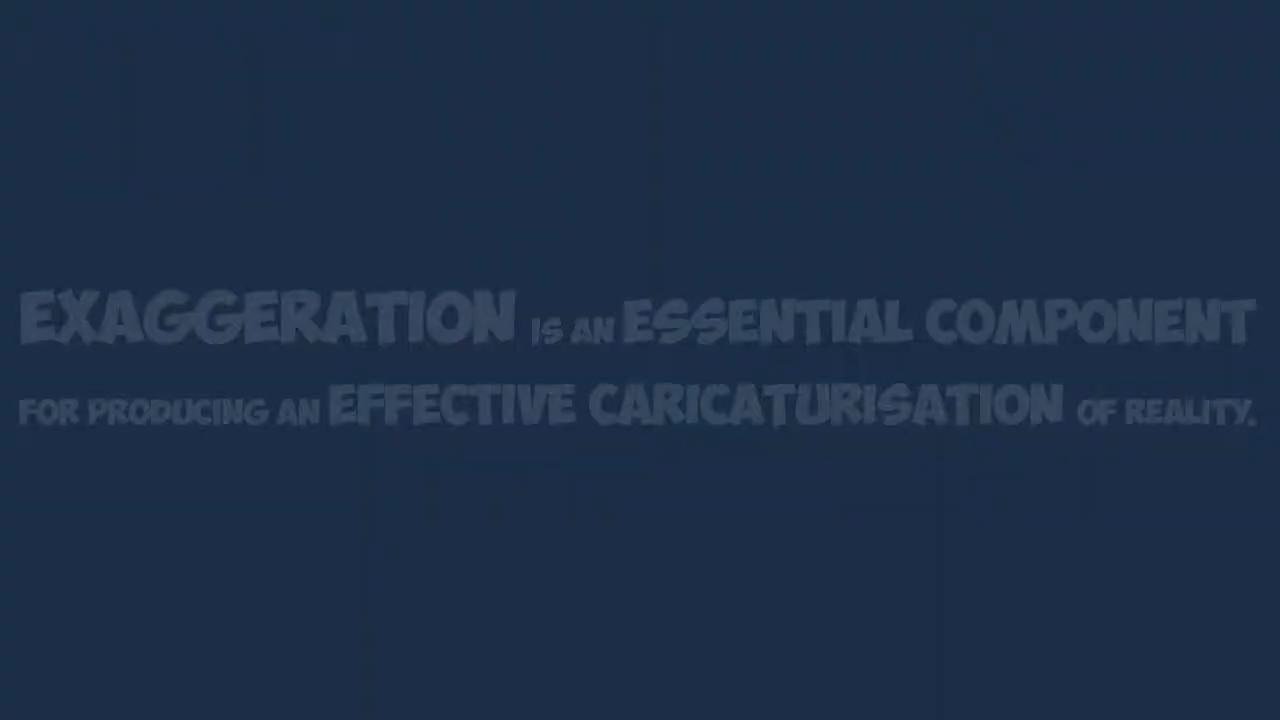 EXAGGERATION IS AN ESSENTIAL COMPONENT
FOR PRODUCING AN EFFECTIVE CARICATURISATION OF REALITY.